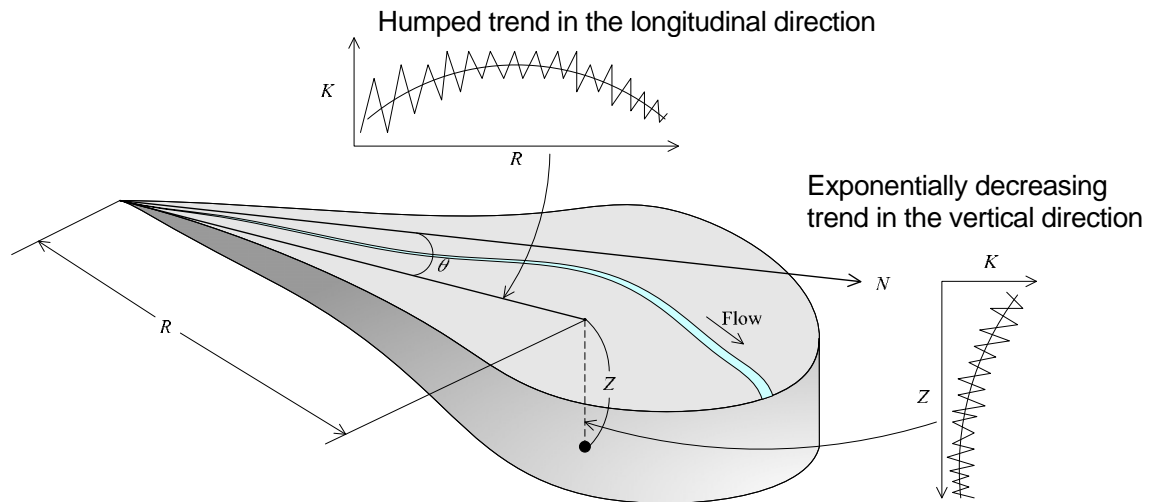 Humped trend in the longitudinal direction
K
R
Exponentially decreasing
trend in the vertical direction
K
N
θ
R
Flow
Z
Z